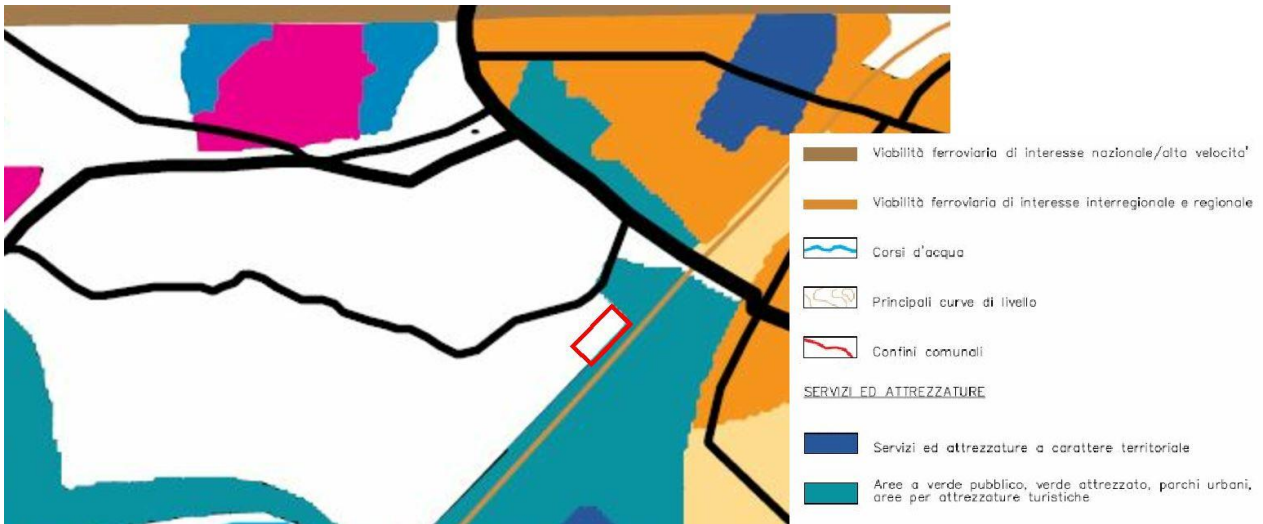 Viabilità ferroviaria di interesse nazionale/alta velocita'
Viabilità ferroviaria di interesse interregionale e regionale
Corsi d'acqua
Principali curve di livello
Confini comunali
SERVIZI ED ATTREZZATURE
Servizi ed attrezzature a carattere territoriale
Aree a verde pubblico, verde attrezzato, parchi urbani,
aree per attrezzature turistiche